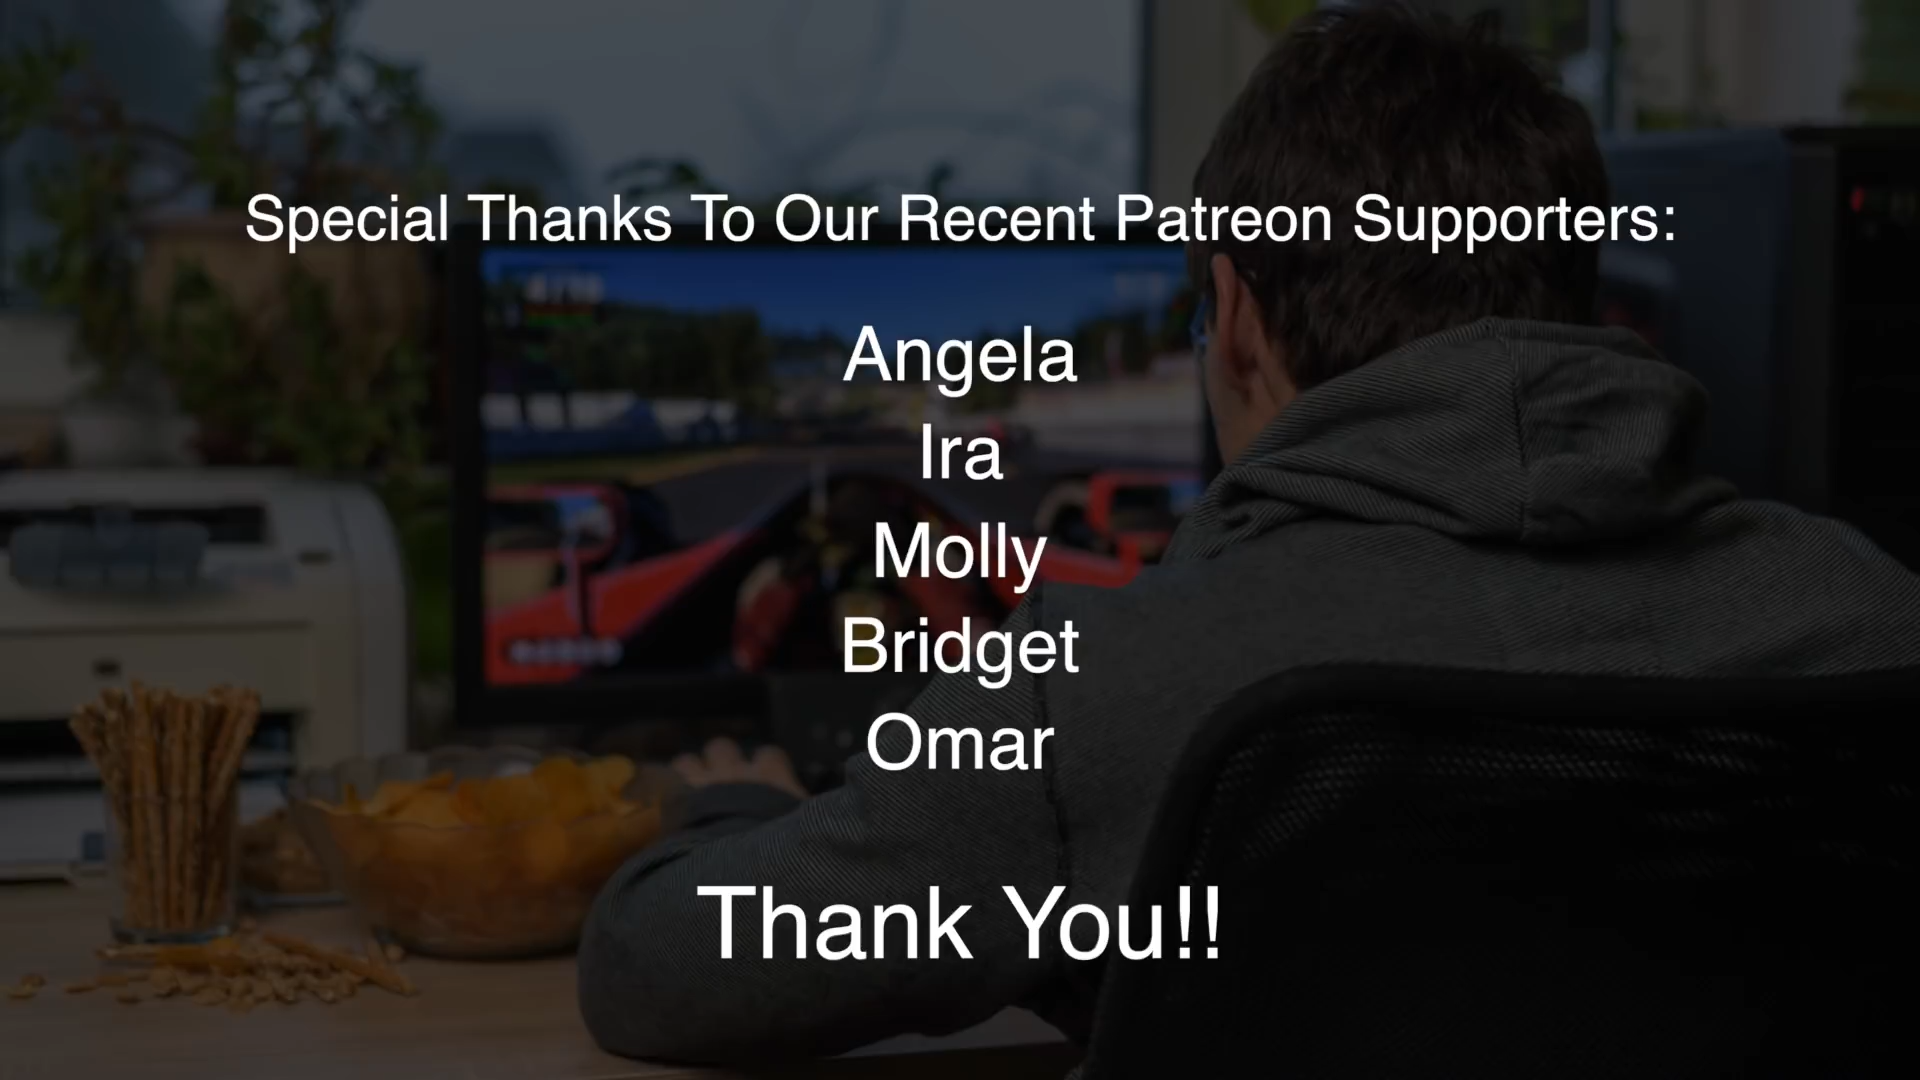 Special Thanks To Our Recent Patreon Supporters:
Angela
Ira
Molly
Bridget
Omar
Thank You!!